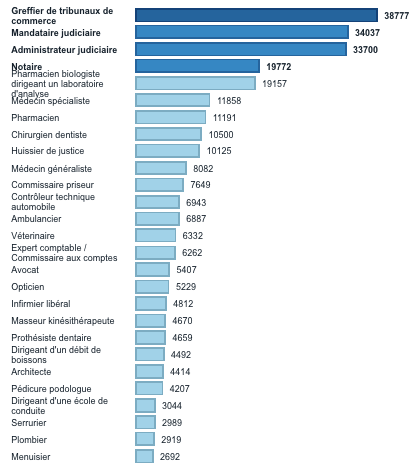 Greffier de tribunaux de
commerce 38777
Mandataire judiciaire 34037
Administrateur judiciaire 33700
Notaire 19772
Pharmacien biologiste
dirigeant un laboratoire 19157
d'analyse
Médecin spécialiste 11858
Pharmacien 11191
Chirurgien dentiste 10500
Huissier de justice 10125
Médecin généraliste 8082
Commissaire priseur 7649
Contrôleur technique
automobile 6943
Ambulancier 6887
Véterinaire 6332
Expert comptable /
Commissaire aux comptes 6262
Avocat 5407
Opticien 5229
Infirmier libéral 4812
Masseur kinésithérapeute 4670
Prothésiste dentaire 4659
Dirigeant d'un débit de
boissons 4492
Architecte 4414
Pédicure podologue 4207
Dirigeant d'une école de
conduite 3044
Serrurier 2989
Plombier 2919
Menuisier 2692